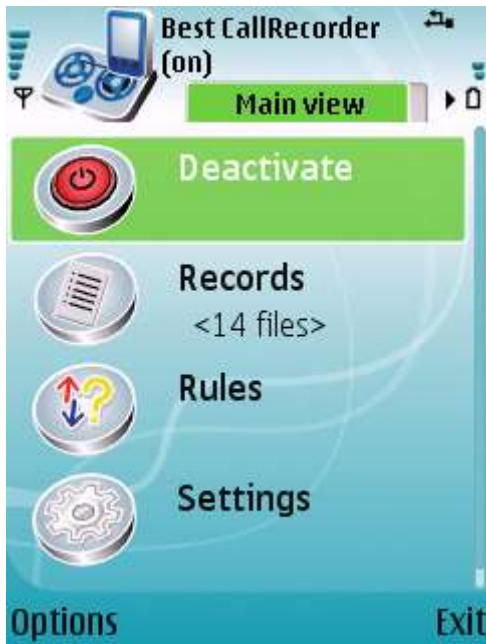 Best CallRecorder
(on)
Main view
Deactivate
Records
<14 files>
Rules
Settings
Options
Exit